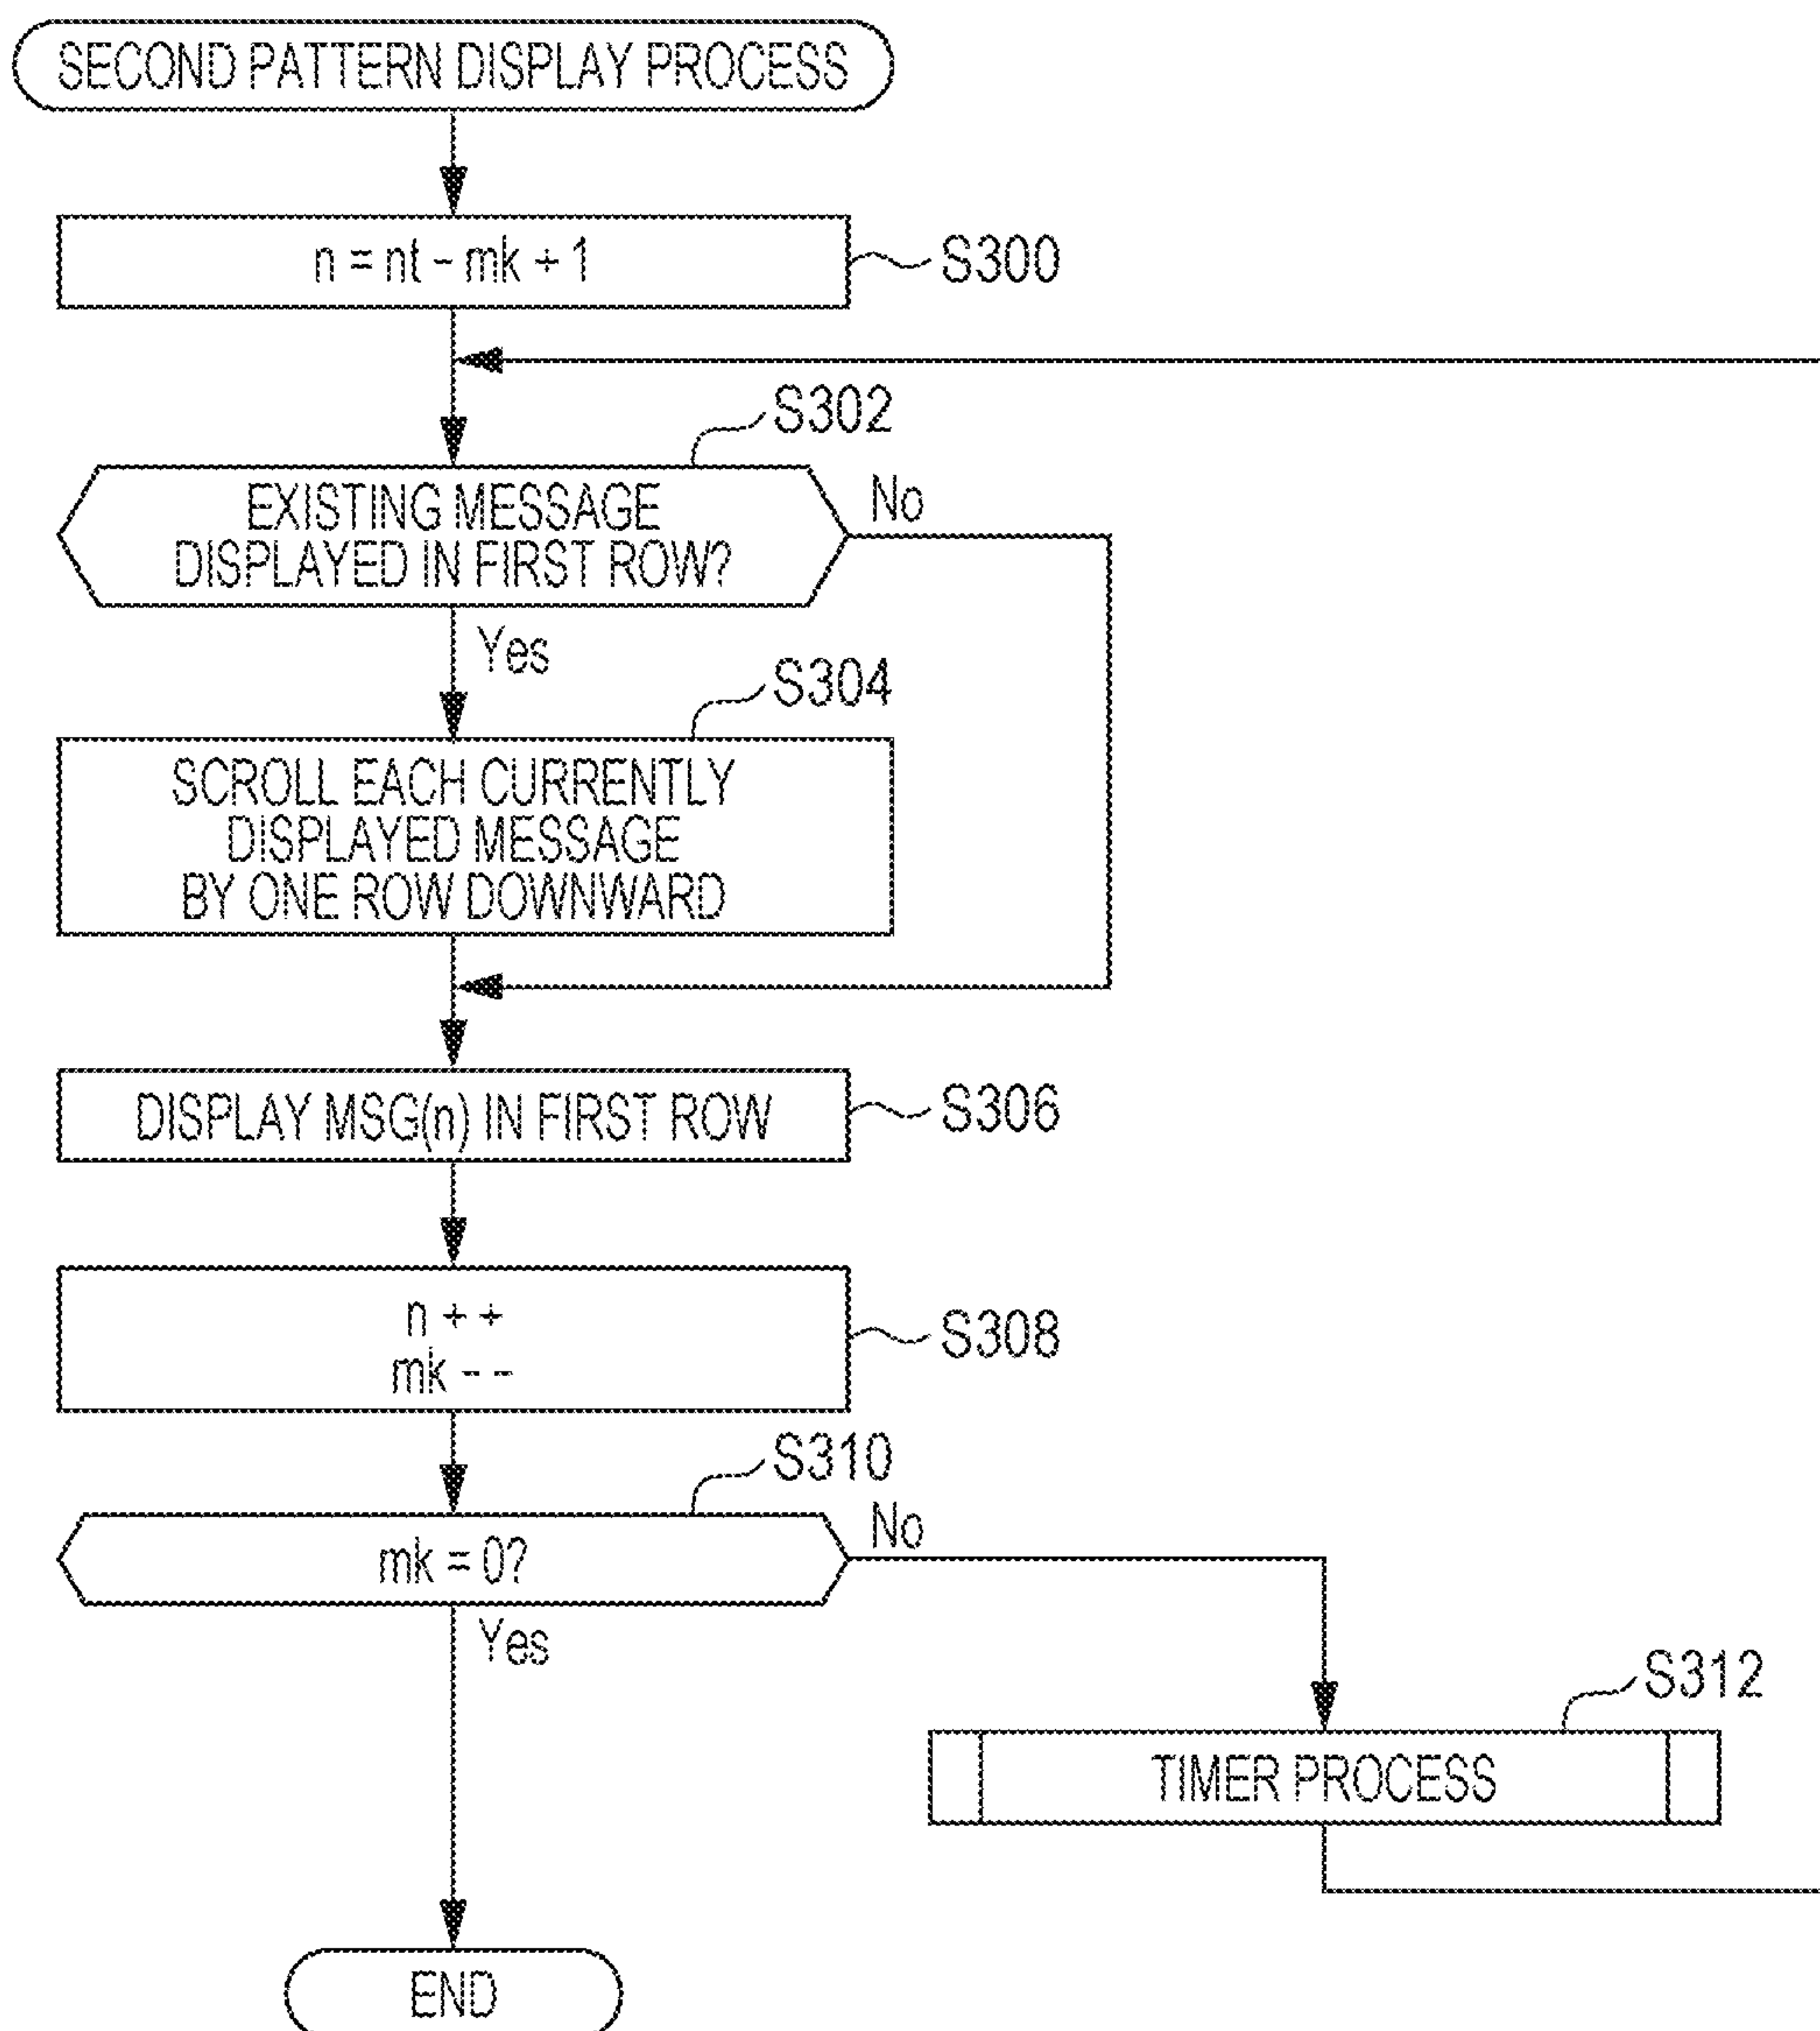 SECOND PATTERN DISPLAY PROCESS
n = nt - mk + 1
S300
S302
EXISTING MESSAGE
DISPLAYED IN FIRST ROW?
No
Yes
S304
SCROLL EACH CURRENTLY
DISPLAYED MESSAGE
BY ONE ROW DOWNWARD
DISPLAY MSG(n) IN FIRST ROW
S306
n + +
mk - -
S308
S310
mk = 0?
No
Yes
S312
TIMER PROCESS
END